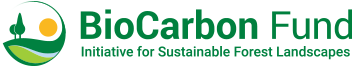 BioCarbon Fund
Initiative for Sustainable Forest Landscapes